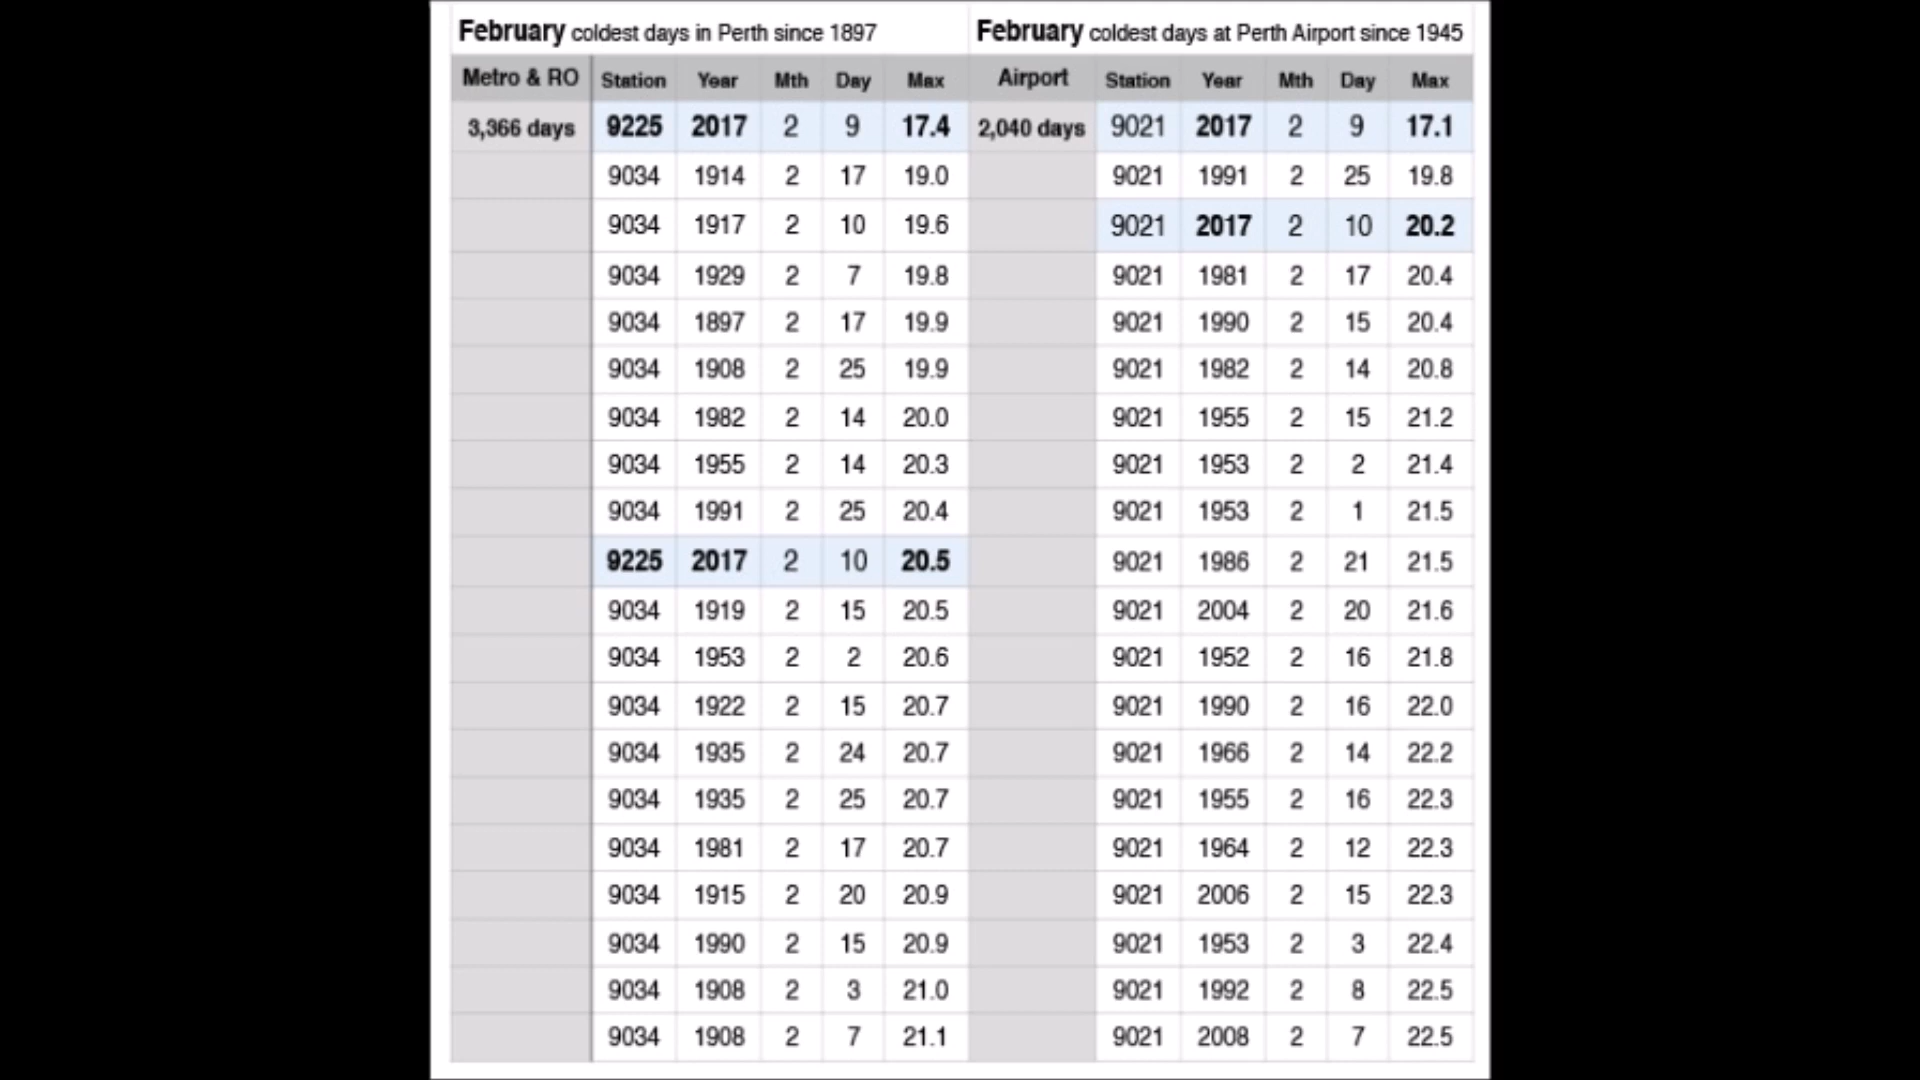 February coldest days in Perth since 1897 February coldest days at Perth Airport since 1945
Metro & RO Station Year Mth Day Max Airport Station Year Mth Day Max
3,366 days 9225 2017 2 9 17.4 2,040 days 9021 2017 2 9 17.1
9034 1914 2 17 19.0 9021 1991 2 25 19.8
9034 1917 2 10 19.6 9021 2017 2 10 20.2
9034 1929 2 7 19.8 9021 1981 2 17 20.4
9034 1897 2 17 19.9 9021 1990 2 15 20.4
9034 1908 2 25 19.9 9021 1982 2 14 20.8
9034 1982 2 14 20.0 9021 1955 2 15 21.2
9034 1955 2 14 20.3 9021 1953 2 2 21.4
9034 1991 2 25 20.4 9021 1953 2 1 21.5
9225 2017 2 10 20.5 9021 1986 2 21 21.5
9034 1919 2 15 20.5 9021 2004 2 20 21.6
9034 1953 2 2 20.6 9021 1952 2 16 21.8
9034 1922 2 15 20.7 9021 1990 2 16 22.0
9034 1935 2 24 20.7 9021 1966 2 14 22.2
9034 1935 2 25 20.7 9021 1955 2 16 22.3
9034 1981 2 17 20.7 9021 1964 2 12 22.3
9034 1915 2 20 20.9 9021 2006 2 15 22.3
9034 1990 2 15 20.9 9021 1953 2 3 22.4
9034 1908 2 3 21.0 9021 1992 2 8 22.5
9034 1908 2 7 21.1 9021 2008 2 7 22.5